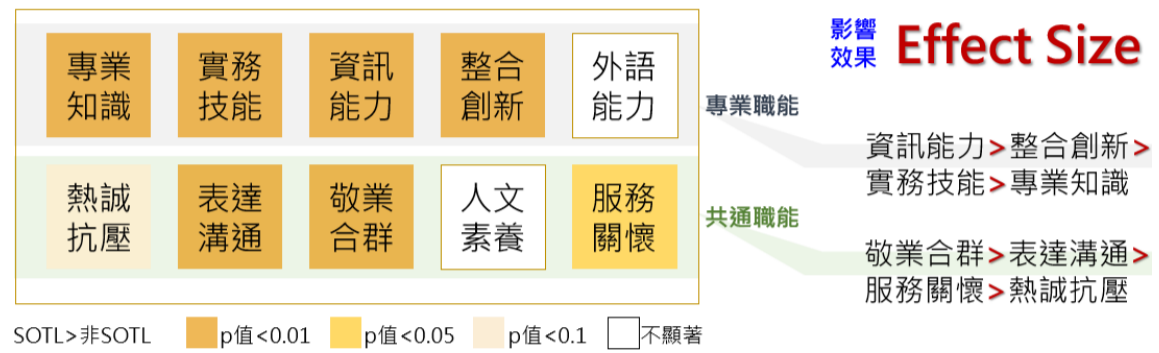 影響
效果
Effect Size
專業
知識
實務
技能
資訊
能力
整合
創新
外語
能力
專業職能
資訊能力>整合創新>
實務技能>專業知識
熱誠
抗壓
表達
溝通
敬業
合群
人文
素養
服務
關懷
共通職能
敬業合群>表達溝通>
服務關懷>熱誠抗壓
SOTL>非SOTL
p值<0.01
p值<0.05
p值<0.1
不顯著